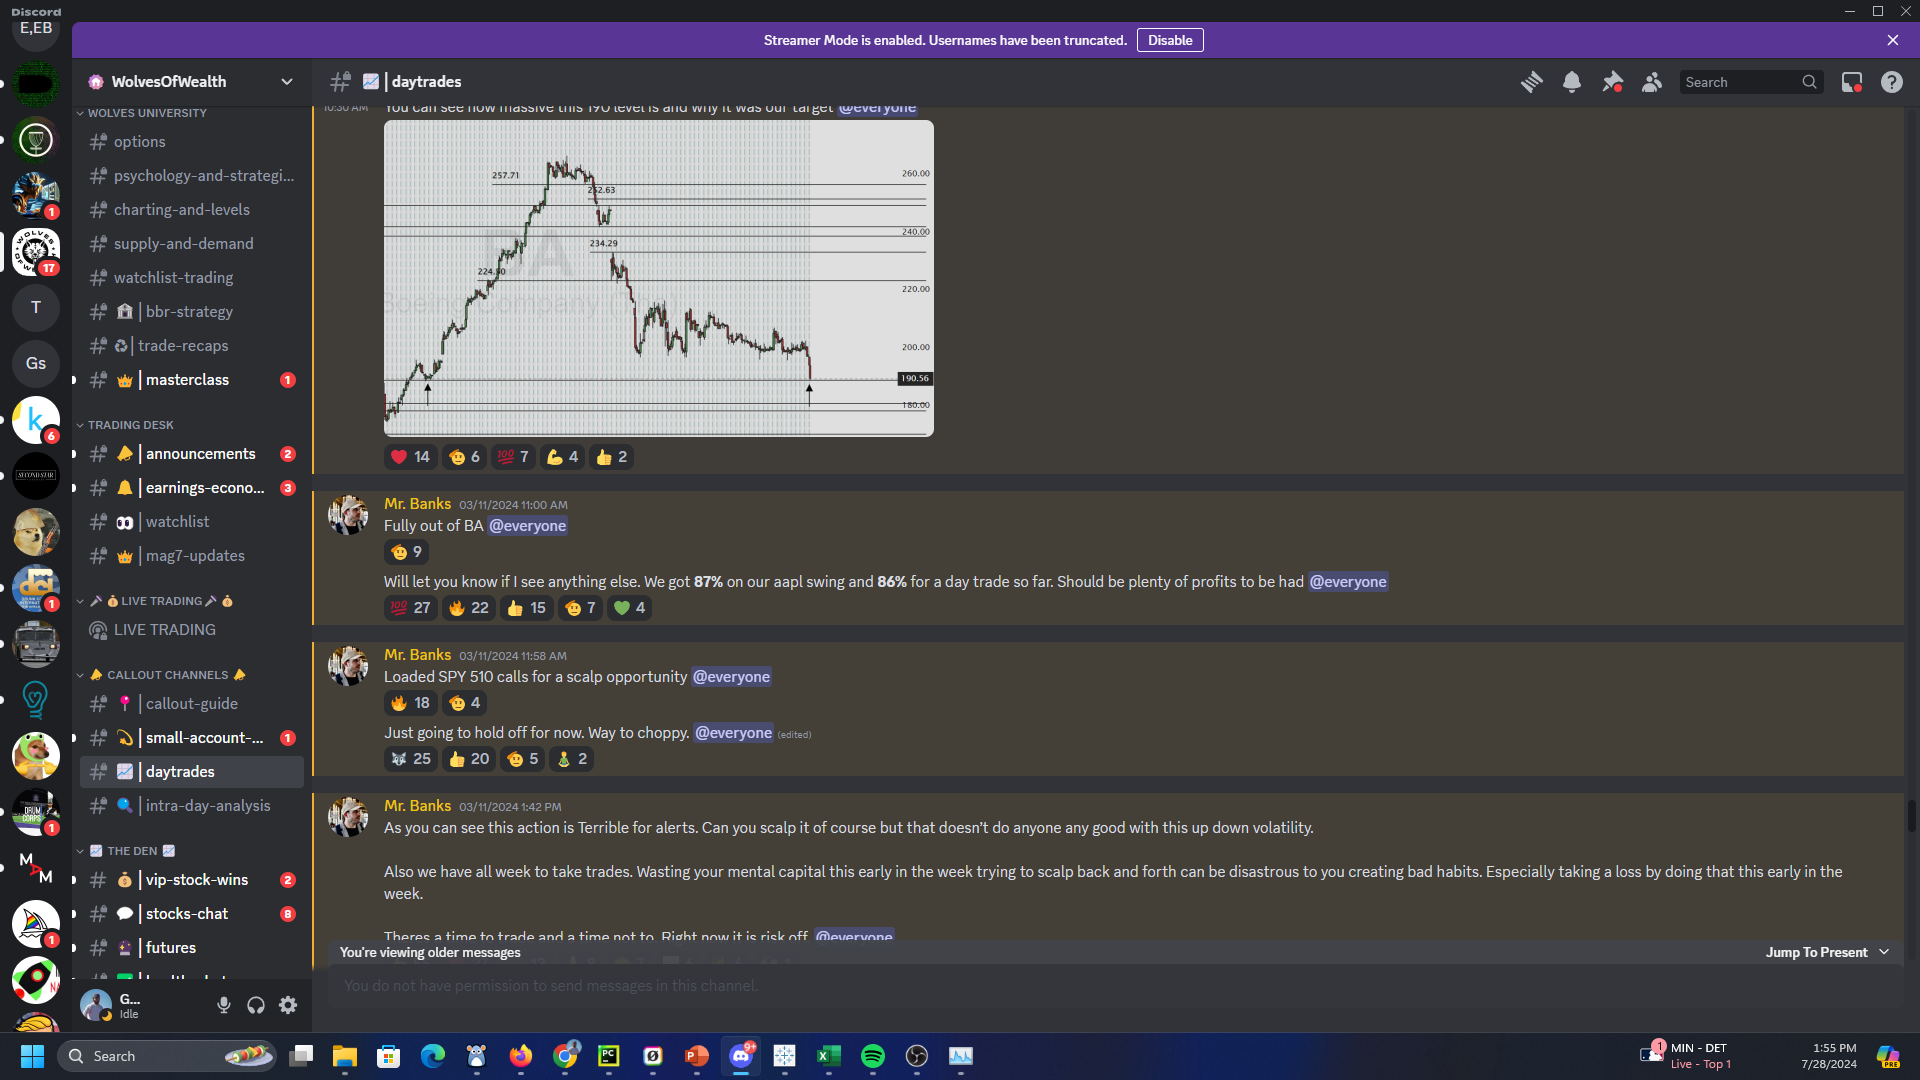 Discord
E,EB
Streamer Mode is enabled. Usernames have been truncated. Disable
WolvesOfWealth
| daytrades
Search
WOLVES UNIVERSITY
options
psychology-and-strategi...
charting-and-levels
supply-and-demand
watchlist-trading
| bbr-strategy
| trade-recaps
| masterclass 1
TRADING DESK
| announcements 2
| earnings-econo... 3
| watchlist
| mag7-updates
LIVE TRADING
LIVE TRADING
CALLOUT CHANNELS
| callout-guide
| small-account-... 1
| daytrades
| intra-day-analysis
THE DEN
| vip-stock-wins 2
| stocks-chat 8
| futures
1
17
T
Gs
k
6
SECOND STAR
dci
1
DRUM CORPS
1
M A M
1
G...
Idle
10:30 AM You can see how massive this 190 level is and why it was our target @everyone
257.71
252.63
234.29
224.90
BA
Boeing Company
260.00
240.00
220.00
200.00
190.56
180.00
14 6 100 7 4 2
Mr. Banks 03/11/2024 11:00 AM
Fully out of BA @everyone
9
Will let you know if I see anything else. We got 87% on our aapl swing and 86% for a day trade so far. Should be plenty of profits to be had @everyone
100 27 22 15 7 4
Mr. Banks 03/11/2024 11:58 AM
Loaded SPY 510 calls for a scalp opportunity @everyone
18 4
Just going to hold off for now. Way to choppy. @everyone (edited)
25 20 5 2
Mr. Banks 03/11/2024 1:42 PM
As you can see this action is Terrible for alerts. Can you scalp it of course but that doesn't do anyone any good with this up down volatility.
Also we have all week to take trades. Wasting your mental capital this early in the week trying to scalp back and forth can be disastrous to you creating bad habits. Especially taking a loss by doing that this early in the
week.
Theres a time to trade and a time not to. Right now it is risk off @everyone
You're viewing older messages
Jump To Present
You do not have permission to send messages in this channel.
Search
PC
9+
1
MIN - DET
Live - Top 1
1:55 PM
7/28/2024
PRE